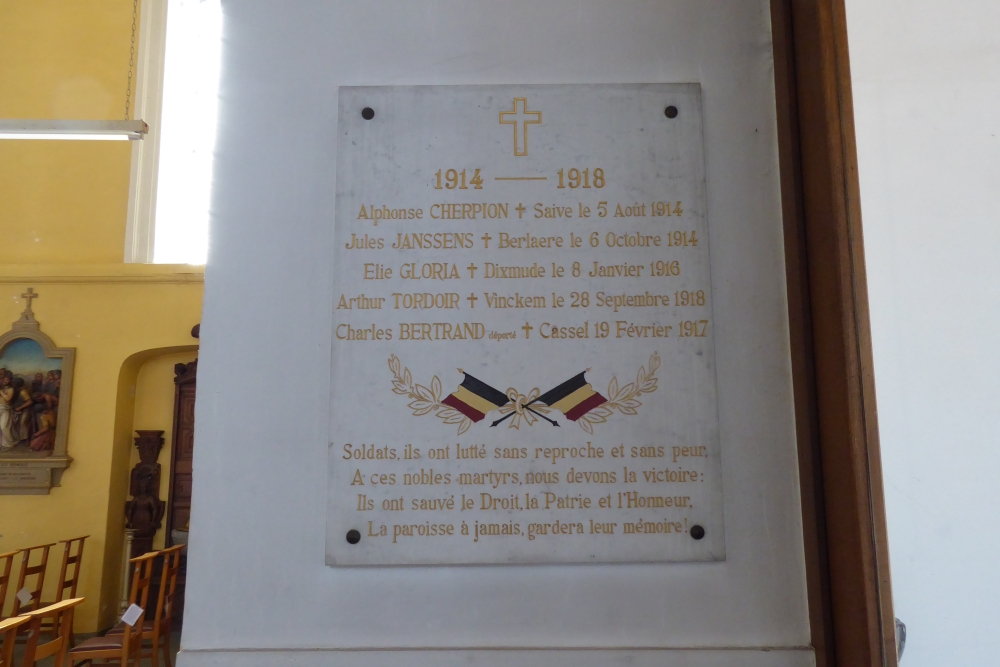 1914 — 1918
Alphonse CHERPION ✝ Saive le 5 Août 1914
Jules JANSSENS ✝ Berlaere le 6 Octobre 1914
Elie GLORIA ✝ Dixmude le 8 Janvier 1916
Arthur TORDOIR ✝ Vinckem le 28 Septembre 1918
Charles BERTRAND déporté ✝ Cassel 19 Février 1917
Soldats, ils ont lutté sans reproche et sans peur,
A ces nobles martyrs, nous devons la victoire:
Ils ont sauvé le Droit, la Patrie et l'Honneur,
La paroisse à jamais, gardera leur mémoire!